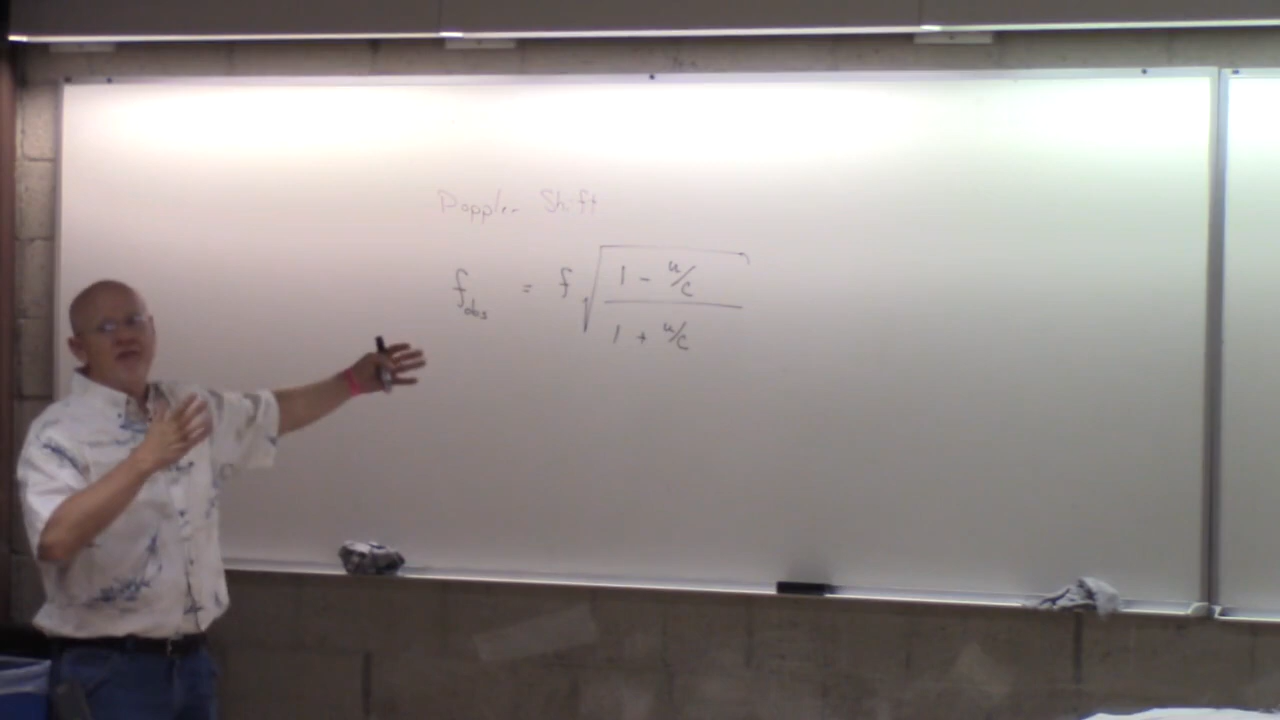 Doppler Shift
f_obs = f √((1 - u/c)/(1 + u/c))